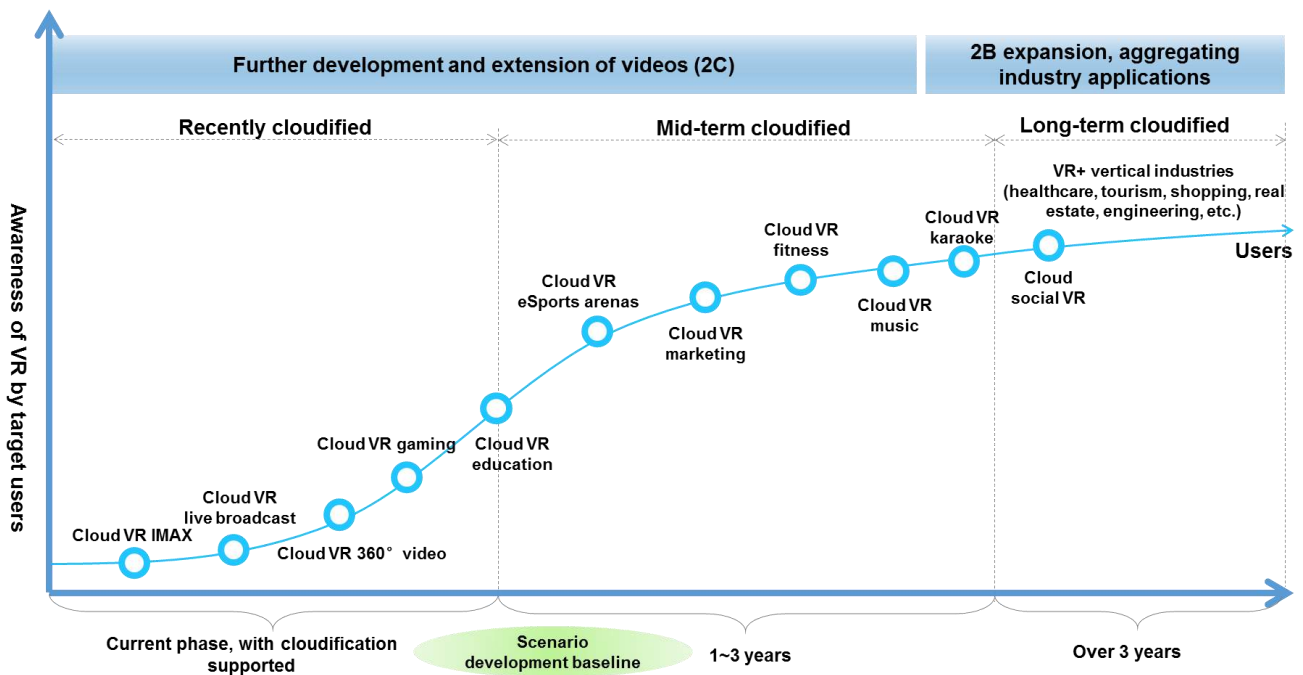 Further development and extension of videos (2C)
2B expansion, aggregating
industry applications
Recently cloudified
Mid-term cloudified
Long-term cloudified
Awareness of VR by target users
VR+ vertical industries
(healthcare, tourism, shopping, real
estate, engineering, etc.)
Users
Cloud VR IMAX
Cloud VR
live broadcast
Cloud VR 360° video
Cloud VR gaming
Cloud VR
education
Cloud VR
eSports arenas
Cloud VR
marketing
Cloud VR
fitness
Cloud VR
music
Cloud VR
karaoke
Cloud
social VR
Current phase, with cloudification
supported
Scenario
development baseline
1~3 years
Over 3 years